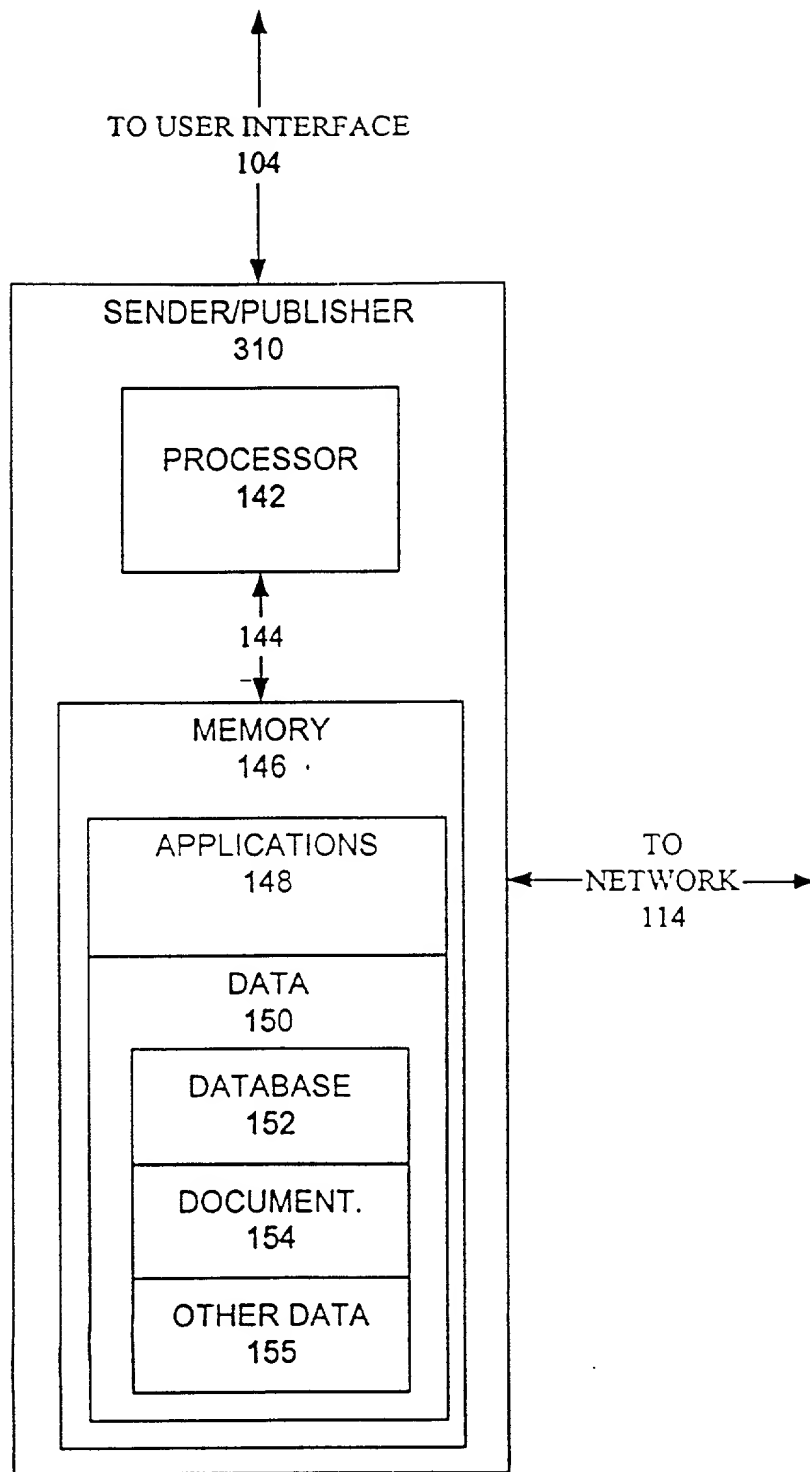 TO USER INTERFACE
104
SENDER/PUBLISHER
310
PROCESSOR
142
144
MEMORY
146
APPLICATIONS
148
TO
NETWORK
114
DATA
150
DATABASE
152
DOCUMENT.
154
OTHER DATA
155